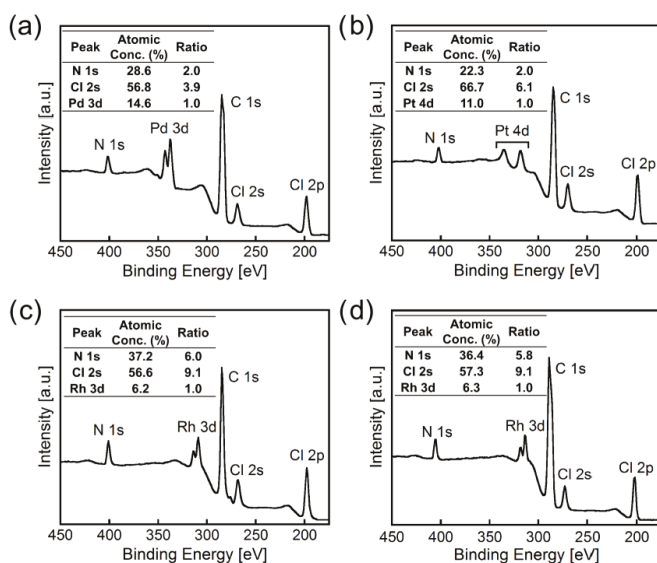 (a)
Peak Atomic Conc. (%) Ratio
N 1s 28.6 2.0
Cl 2s 56.8 3.9
Pd 3d 14.6 1.0
C 1s
Pd 3d
N 1s
Cl 2s
Cl 2p
Intensity [a.u.]
450 400 350 300 250 200
Binding Energy [eV]
(b)
Peak Atomic Conc. (%) Ratio
N 1s 22.3 2.0
Cl 2s 66.7 6.1
Pt 4d 11.0 1.0
C 1s
N 1s
Pt 4d
Cl 2s
Cl 2p
Intensity [a.u.]
450 400 350 300 250 200
Binding Energy [eV]
(c)
Peak Atomic Conc. (%) Ratio
N 1s 37.2 6.0
Cl 2s 56.6 9.1
Rh 3d 6.2 1.0
C 1s
Rh 3d
N 1s
Cl 2s
Cl 2p
Intensity [a.u.]
450 400 350 300 250 200
Binding Energy [eV]
(d)
Peak Atomic Conc. (%) Ratio
N 1s 36.4 5.8
Cl 2s 57.3 9.1
Rh 3d 6.3 1.0
C 1s
Rh 3d
N 1s
Cl 2s
Cl 2p
Intensity [a.u.]
450 400 350 300 250 200
Binding Energy [eV]